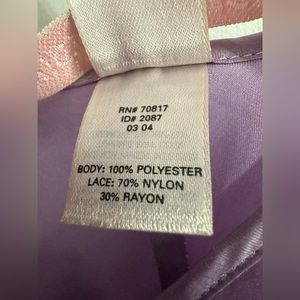 RN# 70817
ID# 2087
03 04
BODY: 100% POLYESTER
LACE: 70% NYLON
30% RAYON